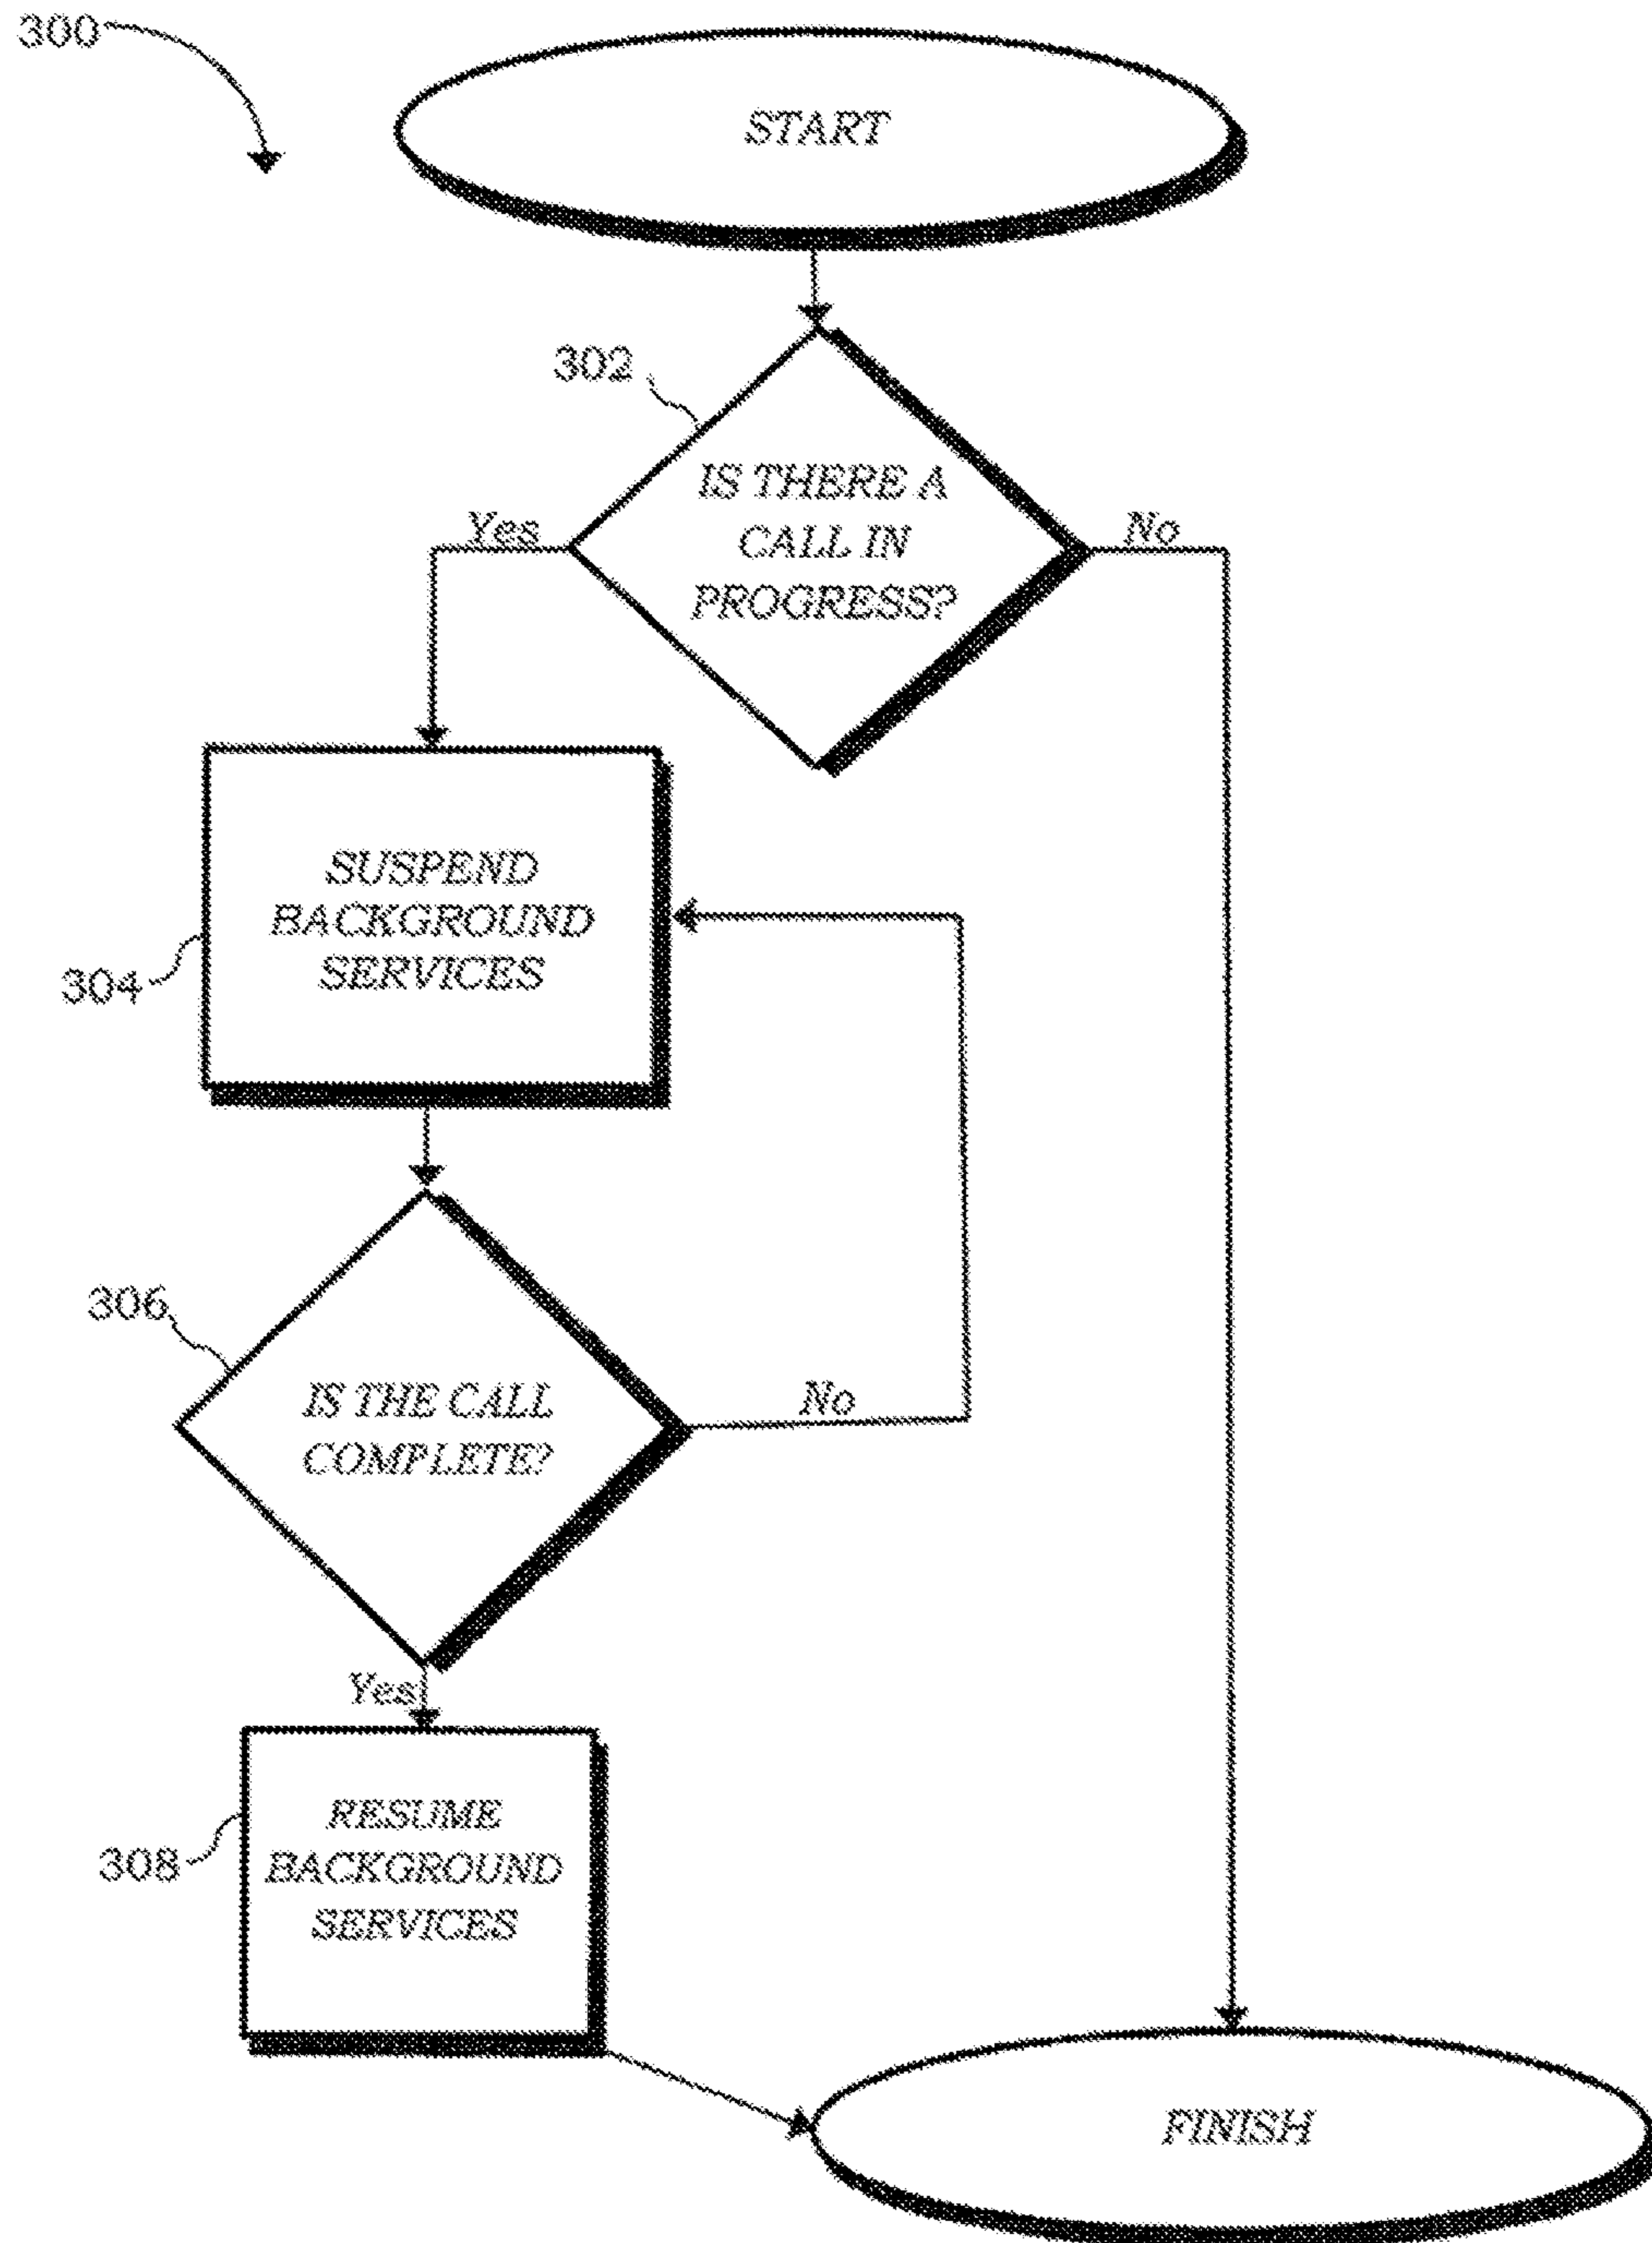 300
START
302
IS THERE A
CALL IN
PROGRESS?
Yes
No
SUSPEND
BACKGROUND
SERVICES
304
306
IS THE CALL
COMPLETE?
No
Yes
RESUME
BACKGROUND
SERVICES
308
FINISH